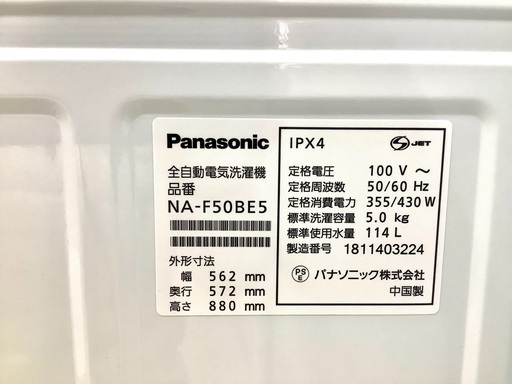 Panasonic
全自動電気洗濯機
品番
NA-F50BE5
外形寸法
幅 562 mm
奥行 572 mm
高さ 880 mm
IPX4
S JET
定格電圧 100 V ～
定格周波数 50/60 Hz
定格消費電力 355/430 W
標準洗濯容量 5.0 kg
標準使用水量 114 L
製造番号 1811403224
PS E パナソニック株式会社
中国製